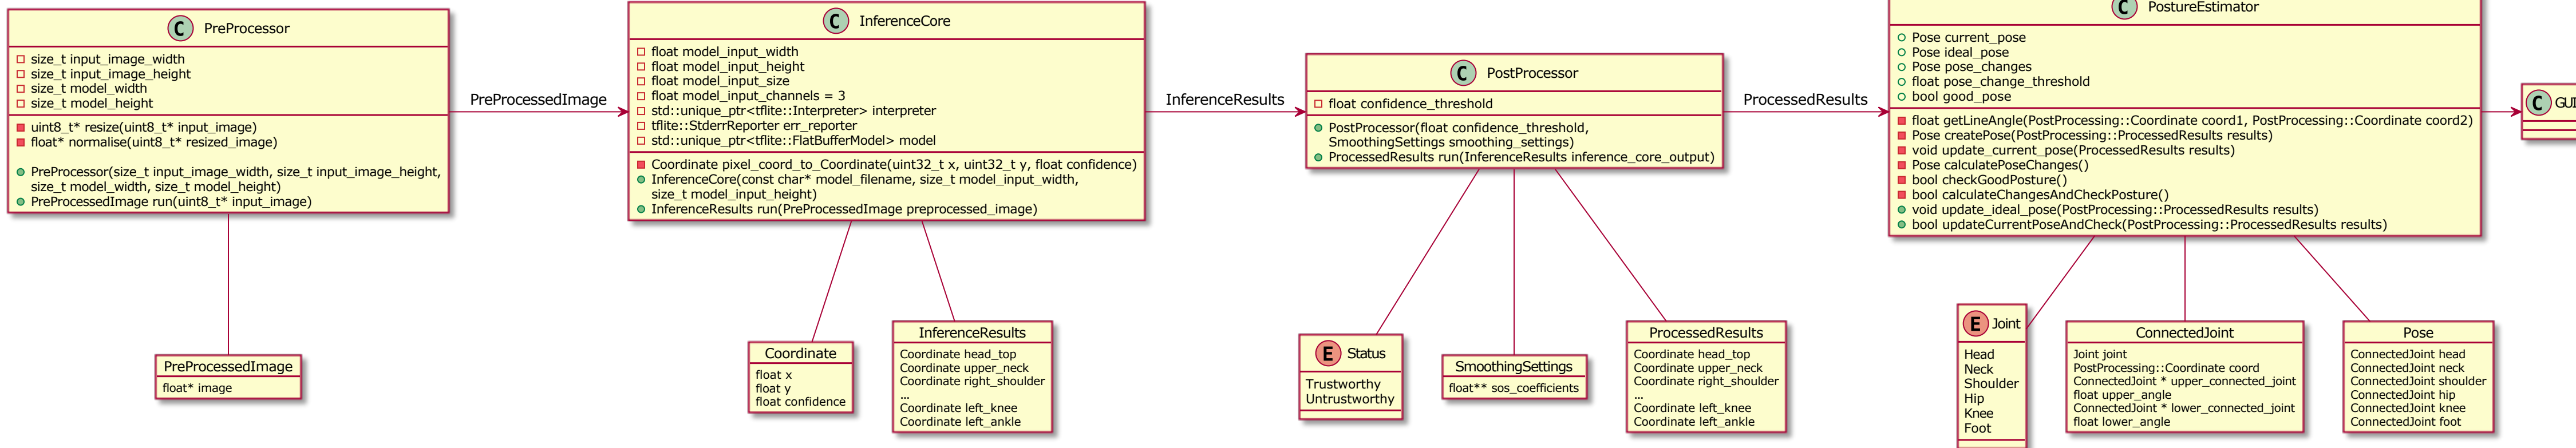 C PreProcessor
size_t input_image_width
size_t input_image_height
size_t model_width
size_t model_height
uint8_t* resize(uint8_t* input_image)
float* normalise(uint8_t* resized_image)
PreProcessor(size_t input_image_width, size_t input_image_height,
size_t model_width, size_t model_height)
PreProcessedImage run(uint8_t* input_image)
PreProcessedImage
C InferenceCore
float model_input_width
float model_input_height
float model_input_size
float model_input_channels = 3
std::unique_ptr<tflite::Interpreter> interpreter
tflite::StderrReporter err_reporter
std::unique_ptr<tflite::FlatBufferModel> model
Coordinate pixel_coord_to_Coordinate(uint32_t x, uint32_t y, float confidence)
InferenceCore(const char* model_filename, size_t model_input_width,
size_t model_input_height)
InferenceResults run(PreProcessedImage preprocessed_image)
InferenceResults
C PostProcessor
float confidence_threshold
PostProcessor(float confidence_threshold,
SmoothingSettings smoothing_settings)
ProcessedResults run(InferenceResults inference_core_output)
ProcessedResults
C PostureEstimator
Pose current_pose
Pose ideal_pose
Pose pose_changes
float pose_change_threshold
bool good_pose
float getLineAngle(PostProcessing::Coordinate coord1, PostProcessing::Coordinate coord2)
Pose createPose(PostProcessing::ProcessedResults results)
void update_current_pose(ProcessedResults results)
Pose calculatePoseChanges()
bool checkGoodPosture()
bool calculateChangesAndCheckPosture()
void update_ideal_pose(PostProcessing::ProcessedResults results)
bool updateCurrentPoseAndCheck(PostProcessing::ProcessedResults results)
C GUI
PreProcessedImage
float* image
Coordinate
float x
float y
float confidence
InferenceResults
Coordinate head_top
Coordinate upper_neck
Coordinate right_shoulder
...
Coordinate left_knee
Coordinate left_ankle
E Status
Trustworthy
Untrustworthy
SmoothingSettings
float** sos_coefficients
ProcessedResults
Coordinate head_top
Coordinate upper_neck
Coordinate right_shoulder
...
Coordinate left_knee
Coordinate left_ankle
E Joint
Head
Neck
Shoulder
Hip
Knee
Foot
ConnectedJoint
Joint joint
PostProcessing::Coordinate coord
ConnectedJoint * upper_connected_joint
float upper_angle
ConnectedJoint * lower_connected_joint
float lower_angle
Pose
ConnectedJoint head
ConnectedJoint neck
ConnectedJoint shoulder
ConnectedJoint hip
ConnectedJoint knee
ConnectedJoint foot